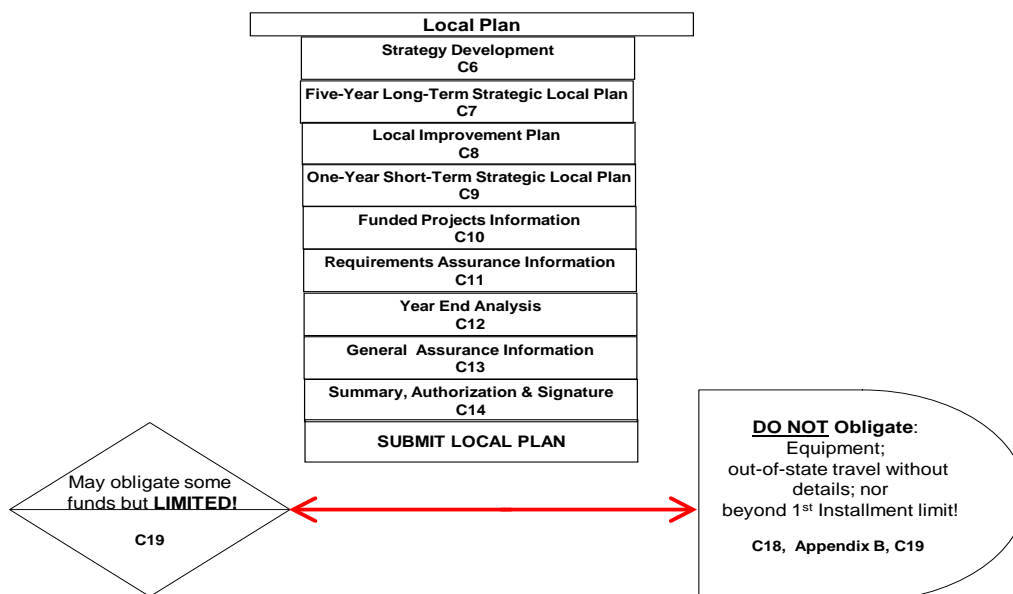 Local Plan
Strategy Development
C6
Five-Year Long-Term Strategic Local Plan
C7
Local Improvement Plan
C8
One-Year Short-Term Strategic Local Plan
C9
Funded Projects Information
C10
Requirements Assurance Information
C11
Year End Analysis
C12
General  Assurance Information
C13
Summary, Authorization & Signature
C14
SUBMIT LOCAL PLAN
May obligate some
funds but LIMITED!
C19
DO NOT Obligate:
Equipment;
out-of-state travel without
details; nor
beyond 1st Installment limit!
C18,  Appendix B, C19